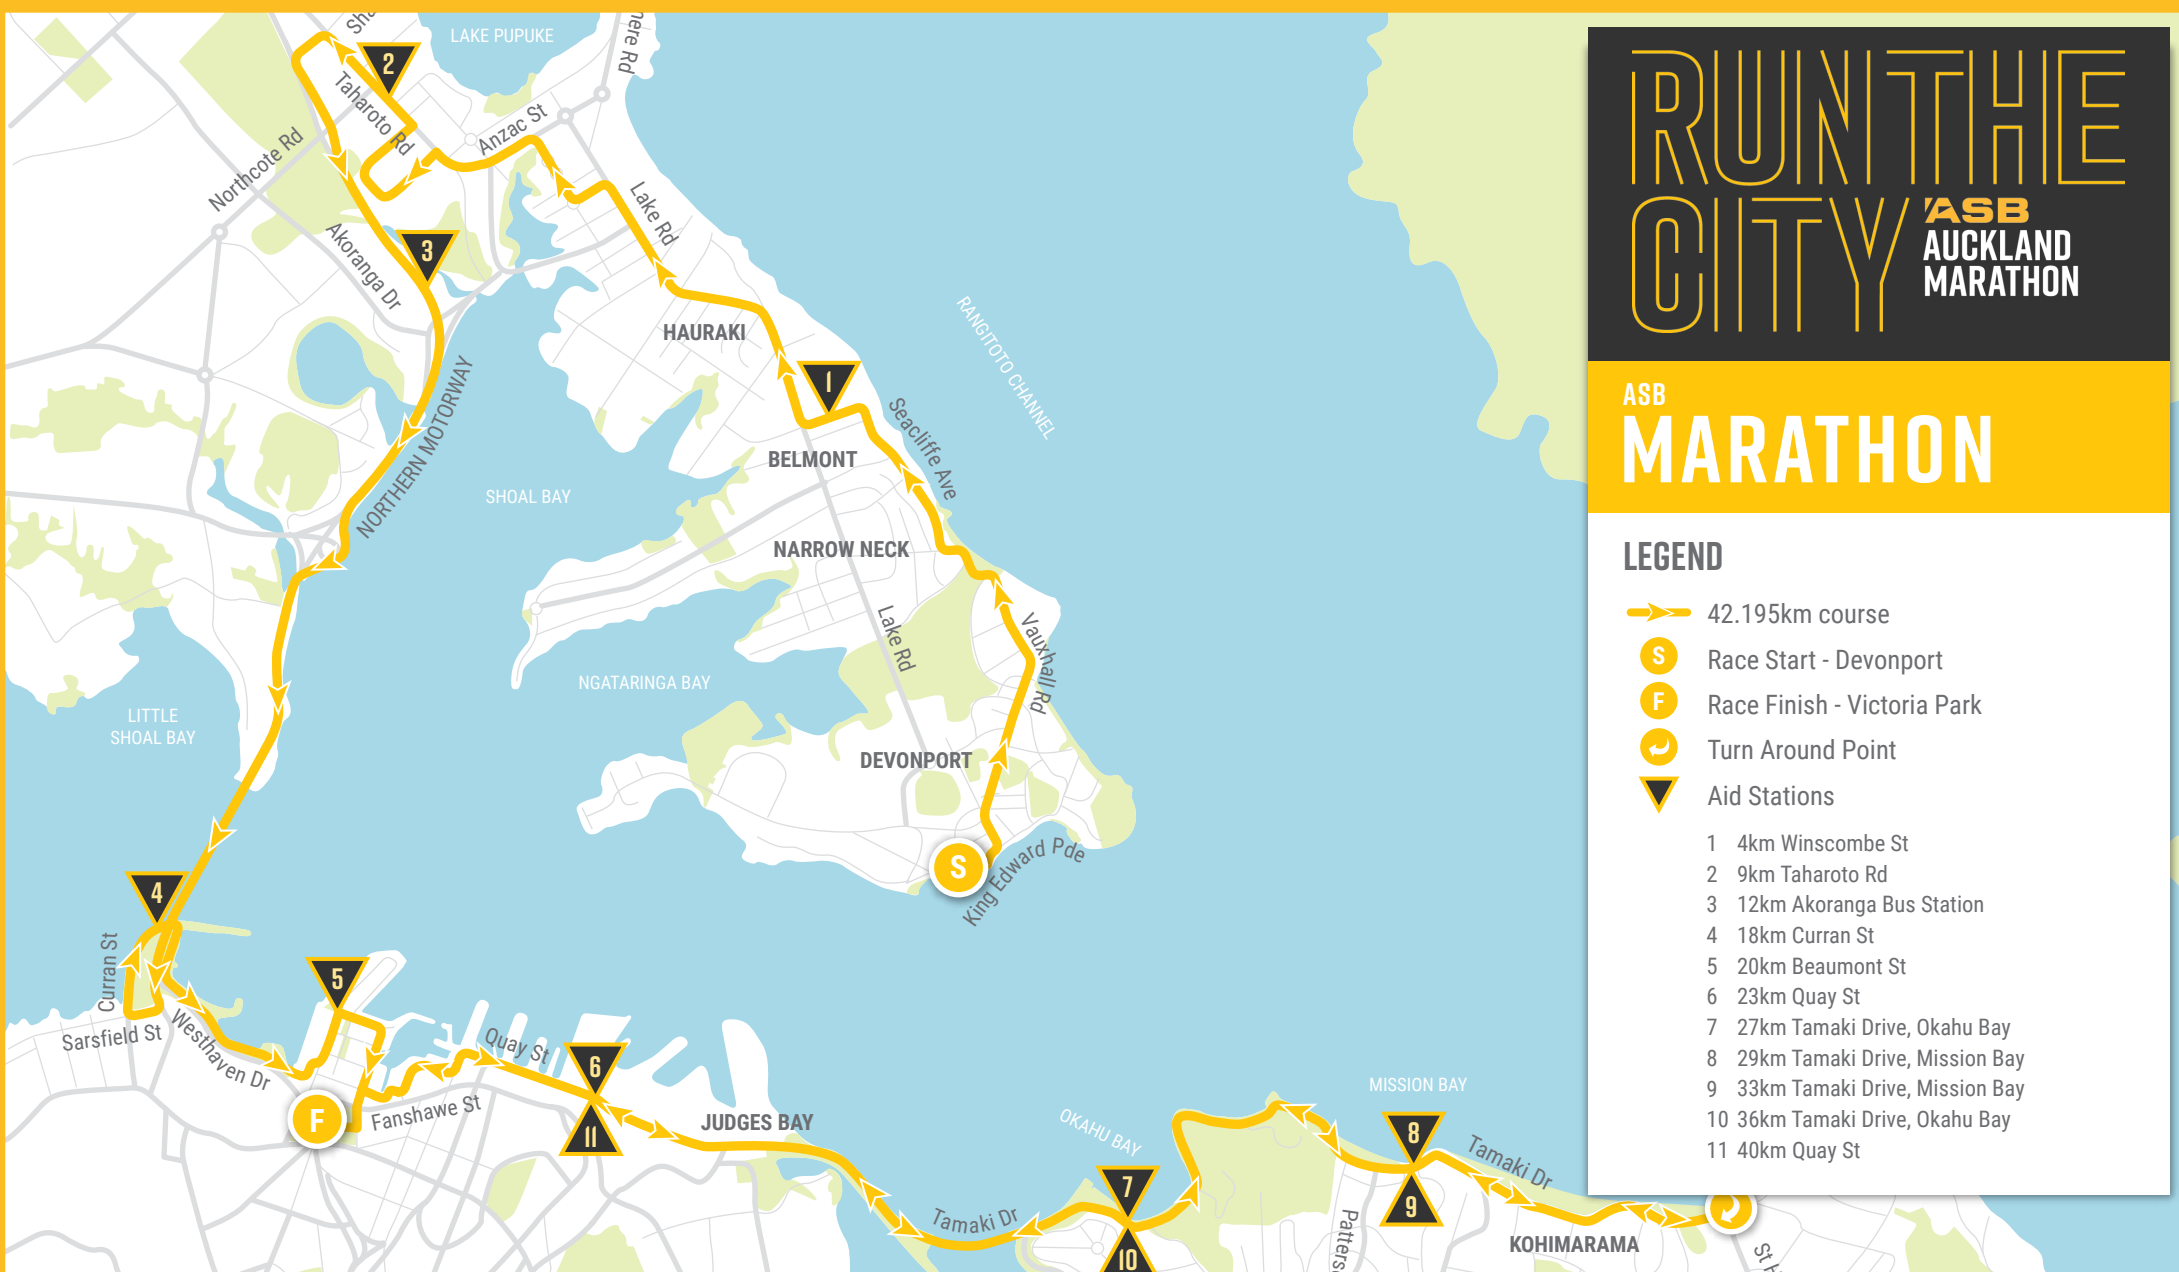 RUN THE
CITY
ASB
AUCKLAND
MARATHON
ASB
MARATHON
LEGEND
42.195km course
S Race Start - Devonport
F Race Finish - Victoria Park
Turn Around Point
Aid Stations
1 4km Winscombe St
2 9km Taharoto Rd
3 12km Akoranga Bus Station
4 18km Curran St
5 20km Beaumont St
6 23km Quay St
7 27km Tamaki Drive, Okahu Bay
8 29km Tamaki Drive, Mission Bay
9 33km Tamaki Drive, Mission Bay
10 36km Tamaki Drive, Okahu Bay
11 40km Quay St
LAKE PUPUKE
2
Taharoto Rd
Anzac St
Northcote Rd
Lake Rd
Akoranga Dr
3
HAURAKI
RANGITOTO CHANNEL
1
NORTHERN MOTORWAY
Seacliffe Ave
BELMONT
SHOAL BAY
NARROW NECK
Lake Rd
Vauxhall Rd
NGATARINGA BAY
LITTLE
SHOAL BAY
DEVONPORT
S
King Edward Pde
4
Curran St
5
Sarsfield St
Westhaven Dr
Quay St
6
F
Fanshawe St
11
JUDGES BAY
OKAHU BAY
MISSION BAY
7
8
Tamaki Dr
9
Tamaki Dr
10
KOHIMARAMA